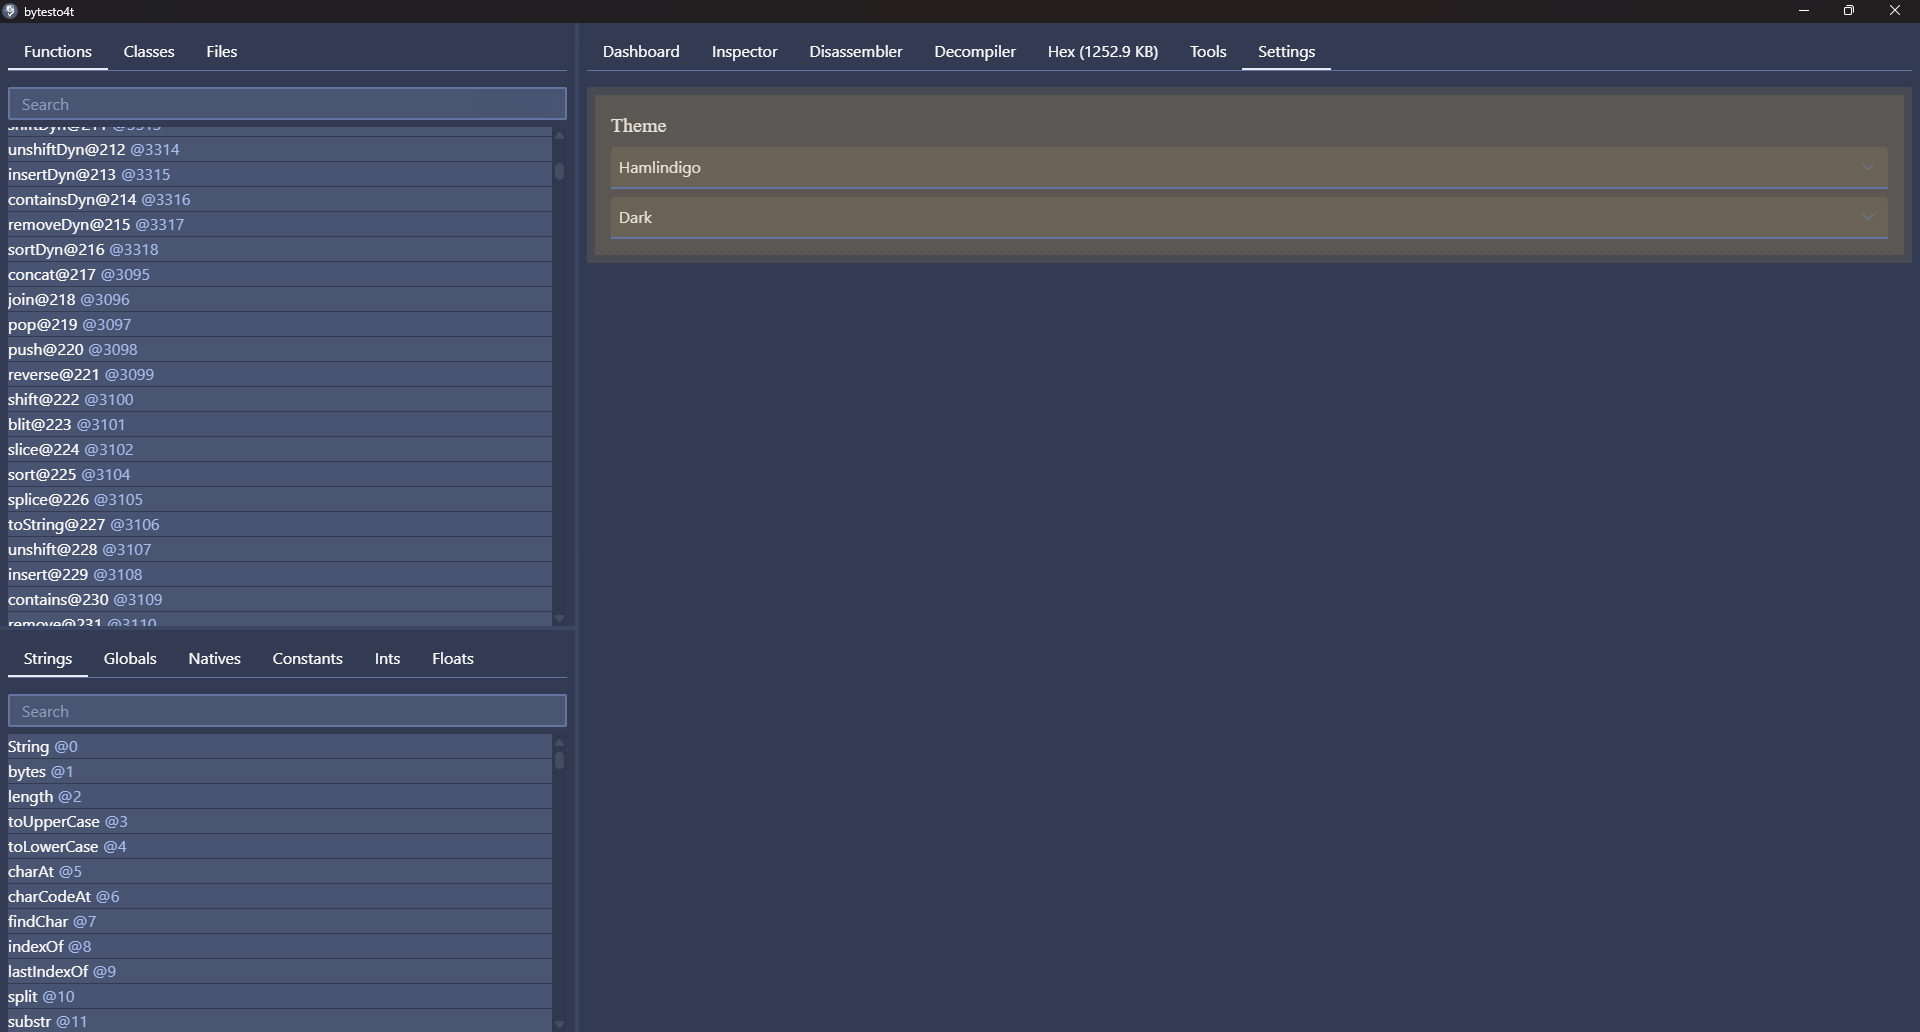 bytesto4t
Functions Classes Files
Search
unshiftDyn@212 @3314
insertDyn@213 @3315
containsDyn@214 @3316
removeDyn@215 @3317
sortDyn@216 @3318
concat@217 @3095
join@218 @3096
pop@219 @3097
push@220 @3098
reverse@221 @3099
shift@222 @3100
blit@223 @3101
slice@224 @3102
sort@225 @3104
splice@226 @3105
toString@227 @3106
unshift@228 @3107
insert@229 @3108
contains@230 @3109
remove@231 @3110
Strings Globals Natives Constants Ints Floats
Search
String @0
bytes @1
length @2
toUpperCase @3
toLowerCase @4
charAt @5
charCodeAt @6
findChar @7
indexOf @8
lastIndexOf @9
split @10
substr @11
Dashboard Inspector Disassembler Decompiler Hex (1252.9 KB) Tools Settings
Theme
Hamlindigo
Dark